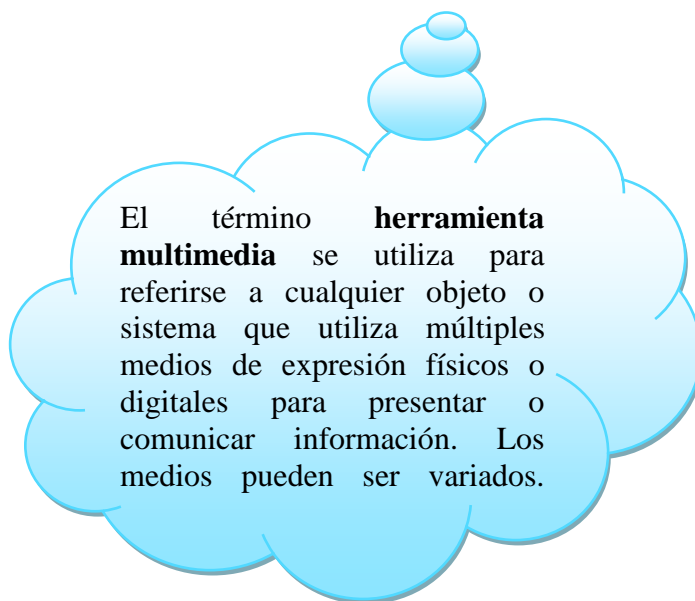 El término herramienta
multimedia se utiliza para
referirse a cualquier objeto o
sistema que utiliza múltiples
medios de expresión físicos o
digitales para presentar o
comunicar información. Los
medios pueden ser variados.